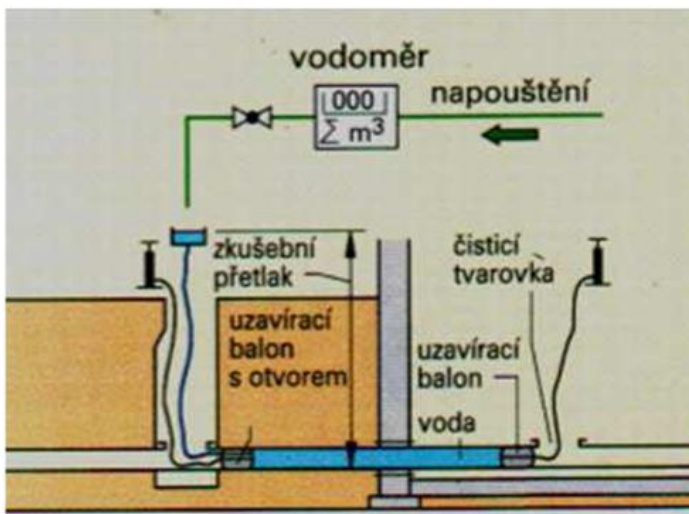 vodoměr
000
∑ m³
napouštění
zkušební
přetlak
čisticí
tvarovka
uzavírací
balon
s otvorem
uzavírací
balon
voda